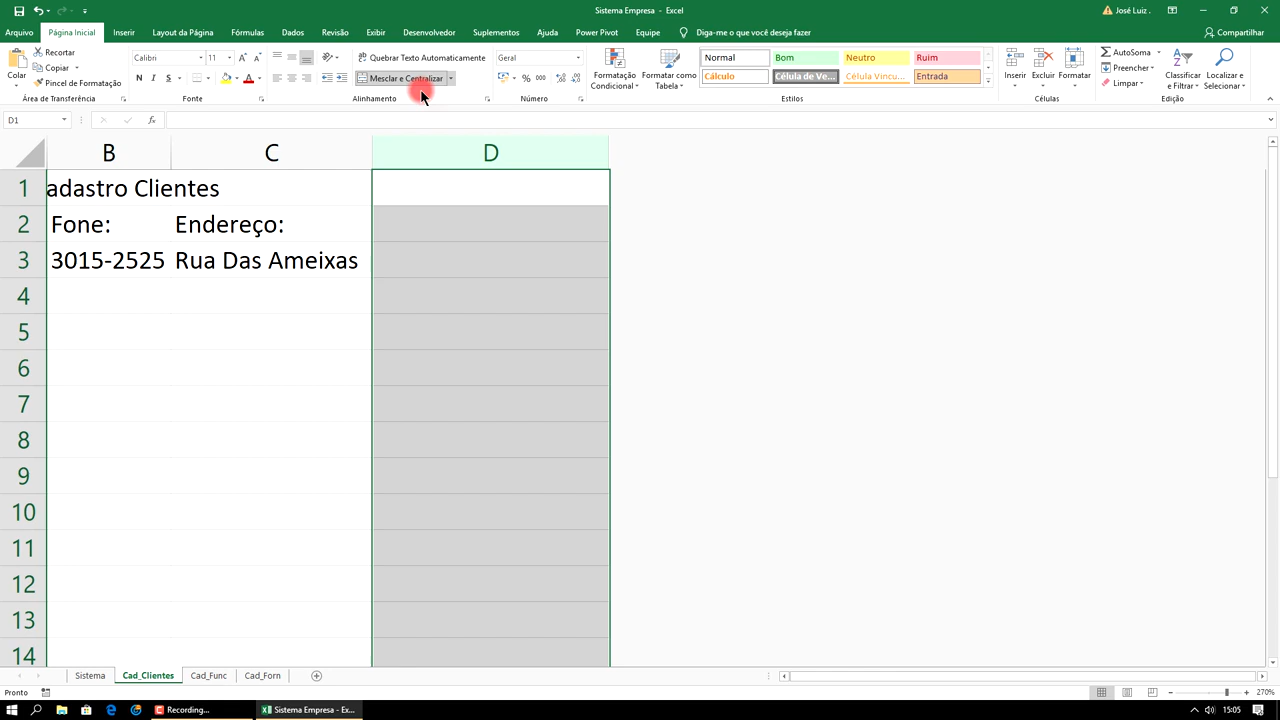 Sistema Empresa - Excel
José Luiz .
Arquivo Página Inicial Inserir Layout da Página Fórmulas Dados Revisão Exibir Desenvolvedor Suplementos Ajuda Power Pivot Equipe Diga-me o que você deseja fazer Compartilhar
Colar
Recortar
Copiar
Pincel de Formatação
Área de Transferência
Calibri 11
N I S
Fonte
Quebrar Texto Automaticamente
Mesclar e Centralizar
Alinhamento
Geral
% 000
Número
Formatação Condicional
Formatar como Tabela
Normal Bom Neutro Ruim
Cálculo Célula de Ve... Célula Vincu... Entrada
Estilos
Inserir Excluir Formatar
Células
AutoSoma
Preencher
Limpar
Classificar e Filtrar
Localizar e Selecionar
Edição
D1
fx
B C D
1 adastro Clientes
2 Fone: Endereço:
3 3015-2525 Rua Das Ameixas
4
5
6
7
8
9
10
11
12
13
14
Sistema Cad_Clientes Cad_Func Cad_Forn
Pronto
270%
Recording...
Sistema Empresa - Ex...
15:05